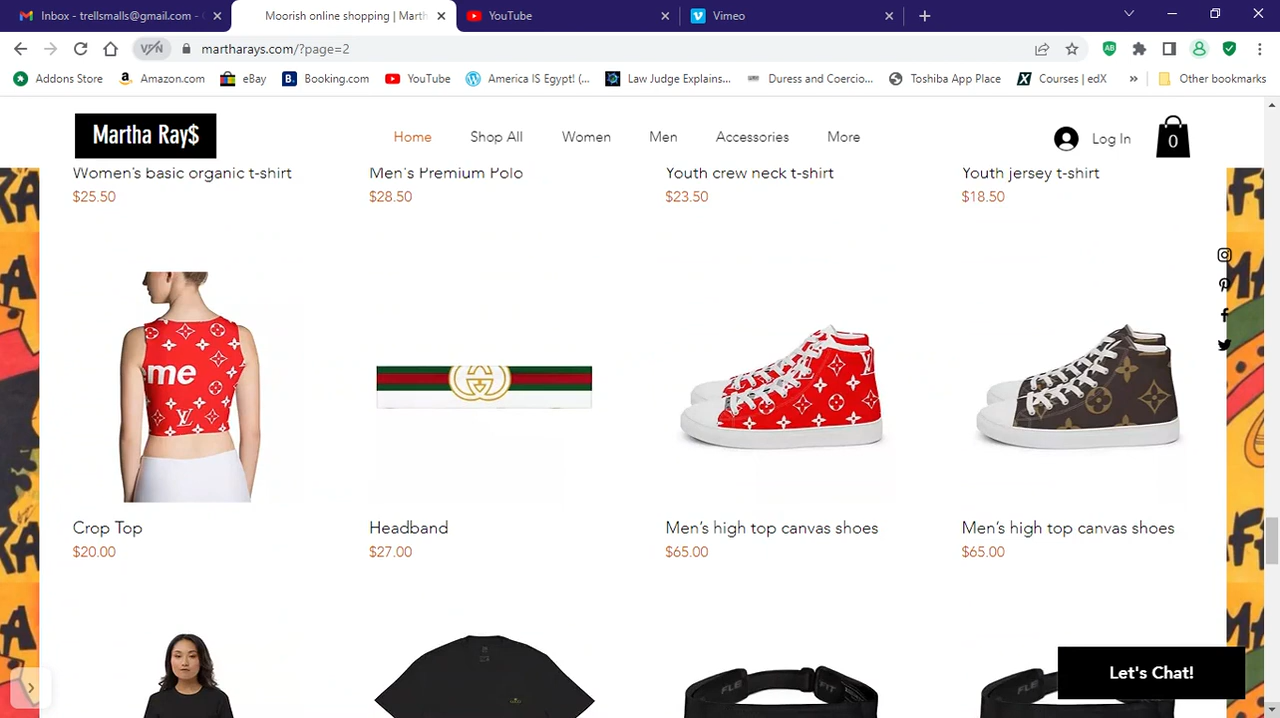 Inbox - trellsmalls@gmail.com -
Moorish online shopping | Marth
YouTube
Vimeo
VPN
martharays.com/?page=2
Addons Store
Amazon.com
eBay
Booking.com
YouTube
America IS Egypt! (...
Law Judge Explains...
Duress and Coercio...
Toshiba App Place
Courses | edX
Other bookmarks
Martha Ray$
Home
Shop All
Women
Men
Accessories
More
Log In
0
Women's basic organic t-shirt
$25.50
Men's Premium Polo
$28.50
Youth crew neck t-shirt
$23.50
Youth jersey t-shirt
$18.50
me
Crop Top
$20.00
Headband
$27.00
Men's high top canvas shoes
$65.00
Men's high top canvas shoes
$65.00
Let's Chat!